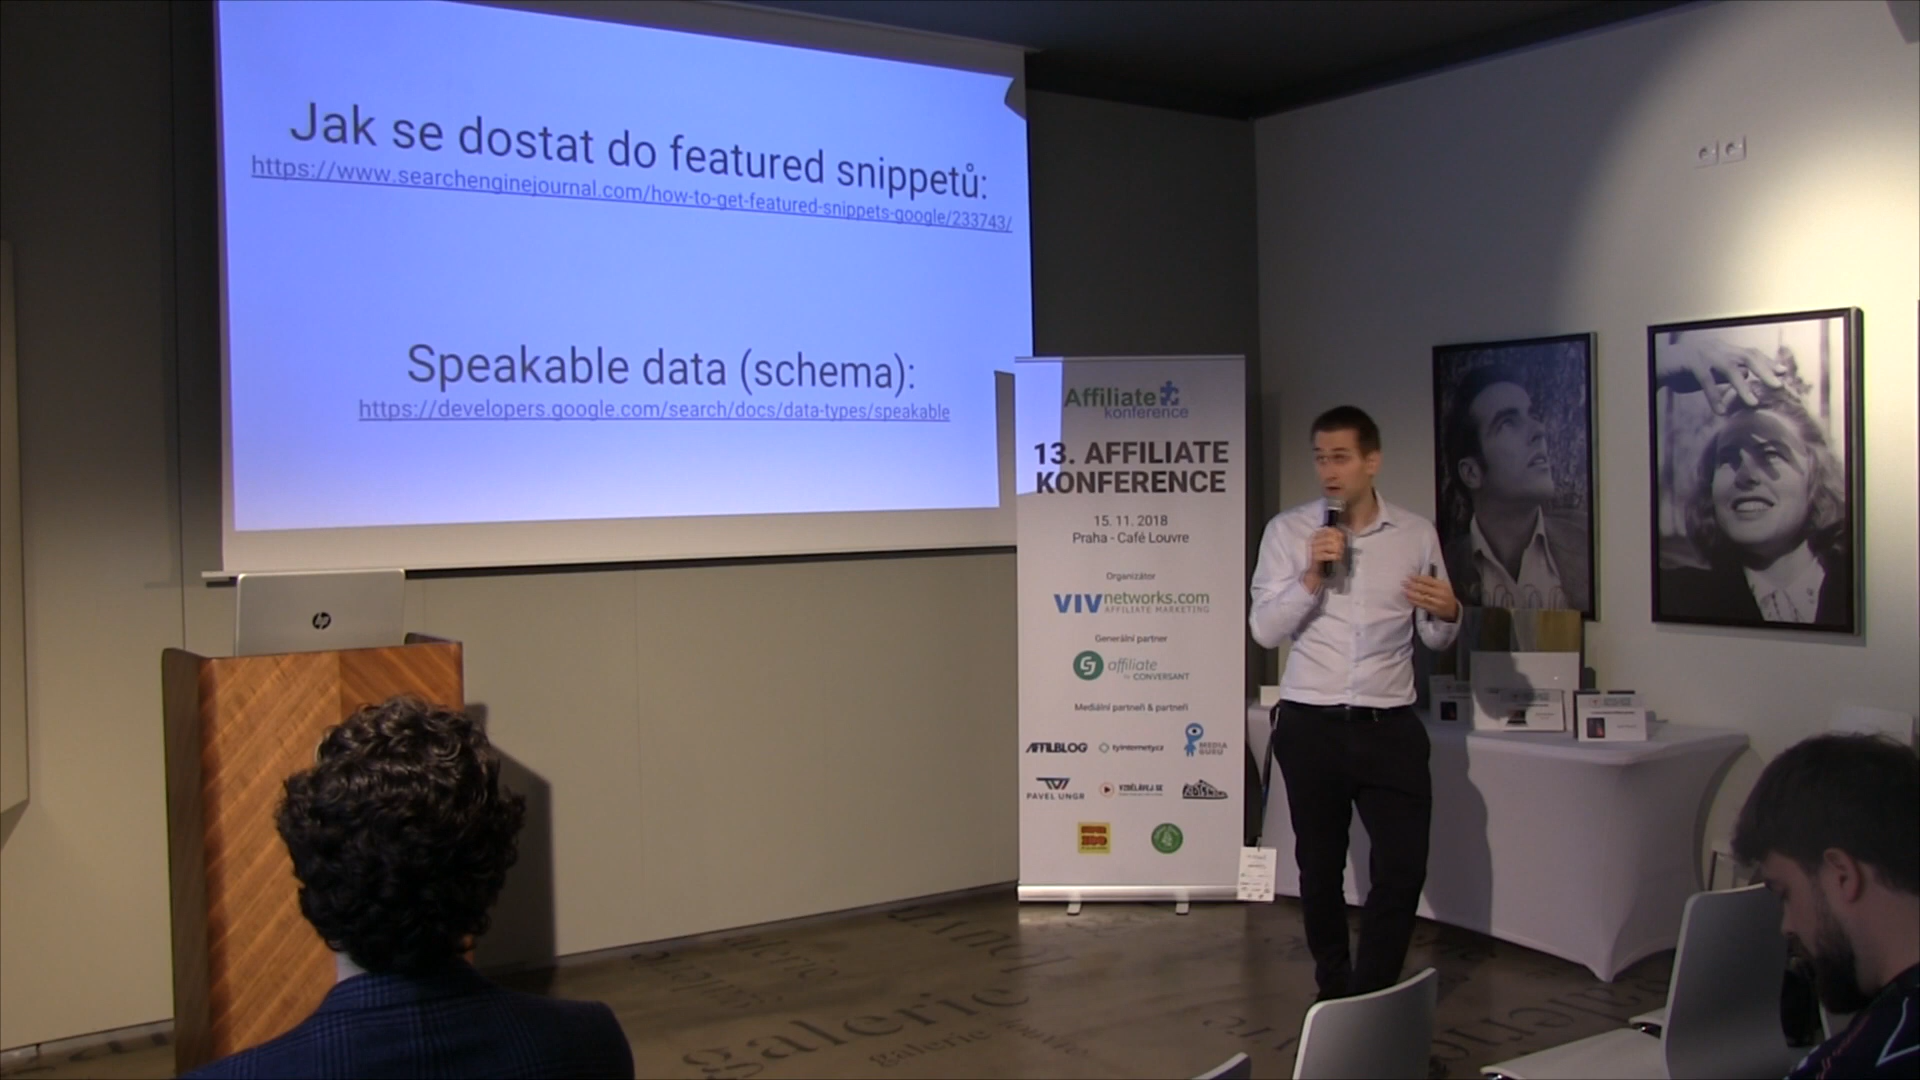 Jak se dostat do featured snippetů:
https://www.searchenginejournal.com/how-to-get-featured-snippets-google/233743/
Speakable data (schema):
https://developers.google.com/search/docs/data-types/speakable
hp
Affiliate
konference
13. AFFILIATE
KONFERENCE
15. 11. 2018
Praha - Café Louvre
Organizátor
VIVnetworks.com
AFFILIATE MARKETING
Generální partner
affiliate
by CONVERSANT
Mediální partneři & partneři
AFFILBLOG
tyinternety.cz
MEDIA
GURU
PAVEL UNGR
VZDĚLÁVEJ.SE
galerie
galerie